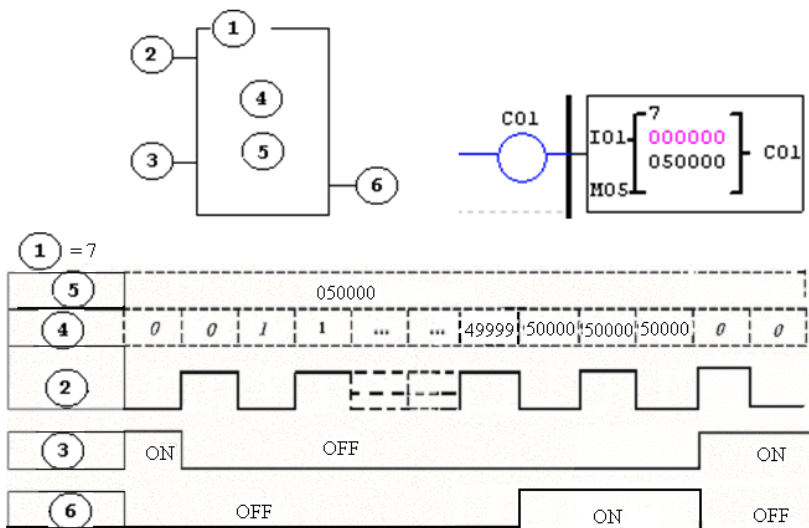 1
2
4
3
5
6
C01
7
I01
000000
050000
C01
M05
1 = 7
5 050000
4 0 0 1 1 ... ... 49999 50000 50000 50000 0 0
2
3 ON OFF ON
6 OFF ON OFF